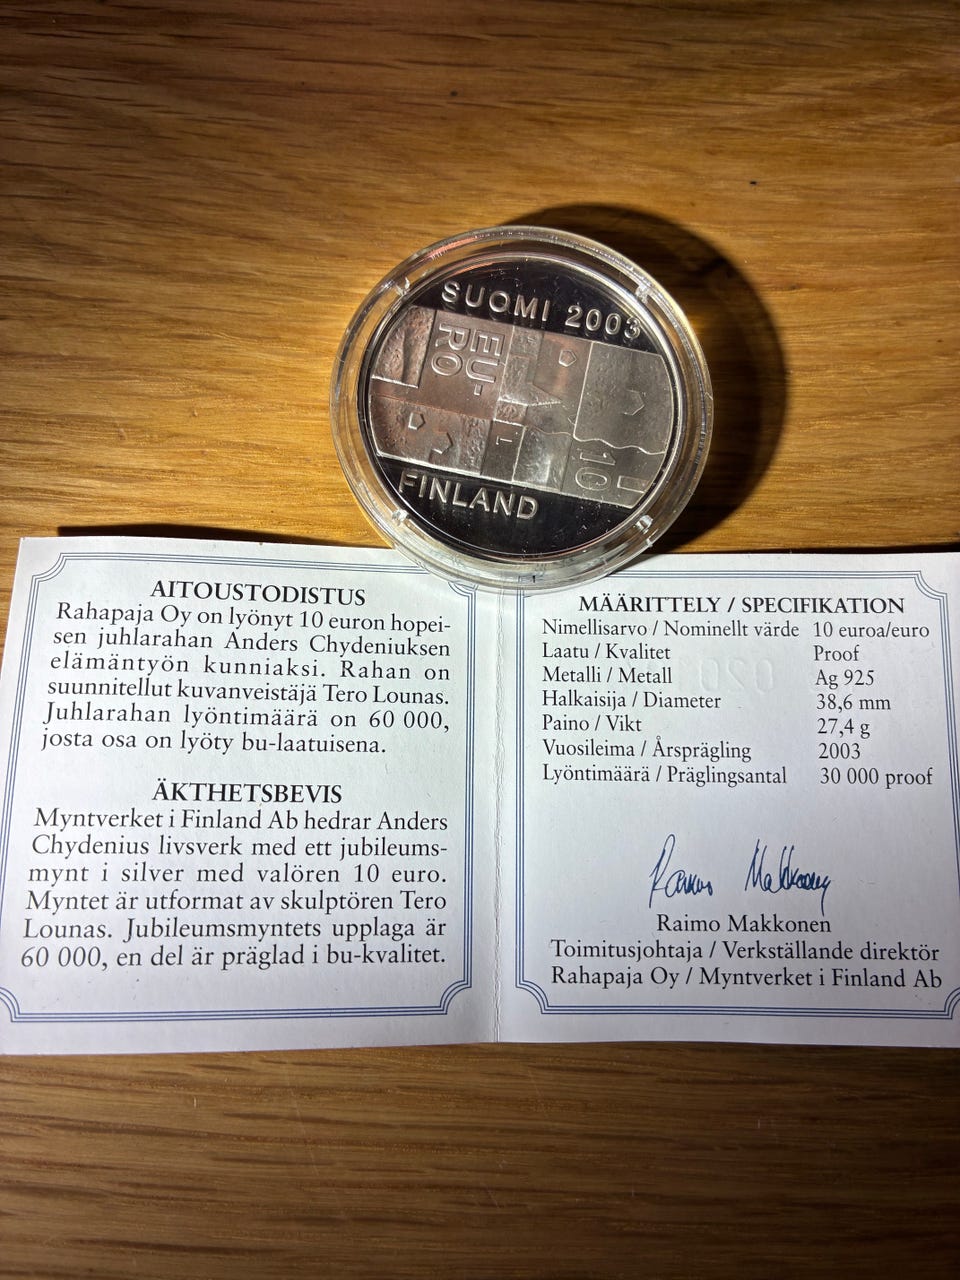 SUOMI 2003
EU-
RO
10
FINLAND
AITOUSTODISTUS
Rahapaja Oy on lyönyt 10 euron hopei-
sen juhlarahan Anders Chydeniuksen
elämäntyön kunniaksi. Rahan on
suunnitellut kuvanveistäjä Tero Lounas.
Juhlarahan lyöntimäärä on 60 000,
josta osa on lyöty bu-laatuisena.
ÄKTHETSBEVIS
Myntverket i Finland Ab hedrar Anders
Chydenius livsverk med ett jubileums-
mynt i silver med valören 10 euro.
Myntet är utformat av skulptören Tero
Lounas. Jubileumsmyntets upplaga är
60 000, en del är präglad i bu-kvalitet.
MÄÄRITTELY / SPECIFIKATION
Nimellisarvo / Nominellt värde 10 euroa/euro
Laatu / Kvalitet Proof
Metalli / Metall Ag 925
Halkaisija / Diameter 38,6 mm
Paino / Vikt 27,4 g
Vuosileima / Årsprägling 2003
Lyöntimäärä / Präglingsantal 30 000 proof
Raimo Makkonen
Raimo Makkonen
Toimitusjohtaja / Verkställande direktör
Rahapaja Oy / Myntverket i Finland Ab